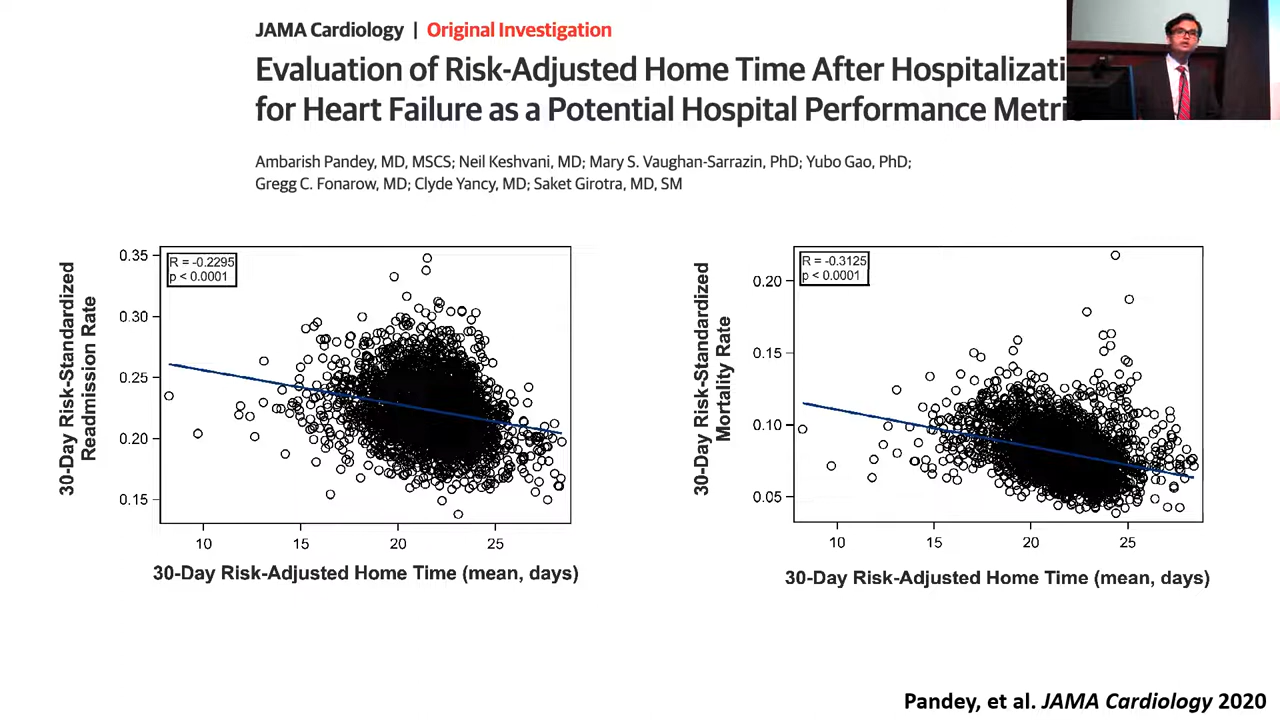 JAMA Cardiology | Original Investigation
Evaluation of Risk-Adjusted Home Time After
for Heart Failure as a Potential Hospital Performance
Ambarish Pandey, MD, MSCS; Neil Keshvani, MD; Mary S. Vaughan-Sarrazin, PhD; Yubo Gao, PhD;
Gregg C. Fonarow, MD; Clyde Yancy, MD; Saket Girotra, MD, SM
30-Day Risk-Standardized
Readmission Rate
0.35
0.30
0.25
0.20
0.15
R = -0.2295
p < 0.0001
10 15 20 25
30-Day Risk-Adjusted Home Time (mean, days)
30-Day Risk-Standardized
Mortality Rate
0.20
0.15
0.10
0.05
R = -0.3125
p < 0.0001
10 15 20 25
30-Day Risk-Adjusted Home Time (mean, days)
Pandey, et al. JAMA Cardiology 2020